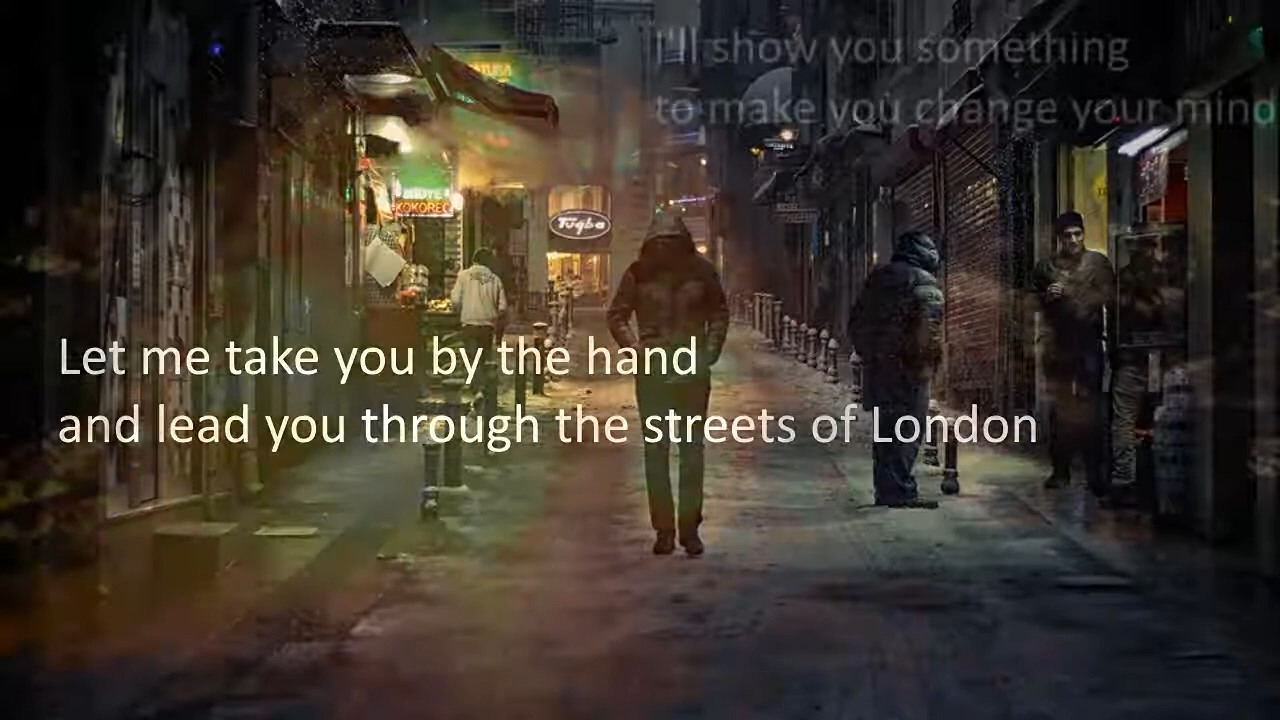 I'll show you something
to make you change your mind
KOKOREÇ
Tuğba
Let me take you by the hand
and lead you through the streets of London